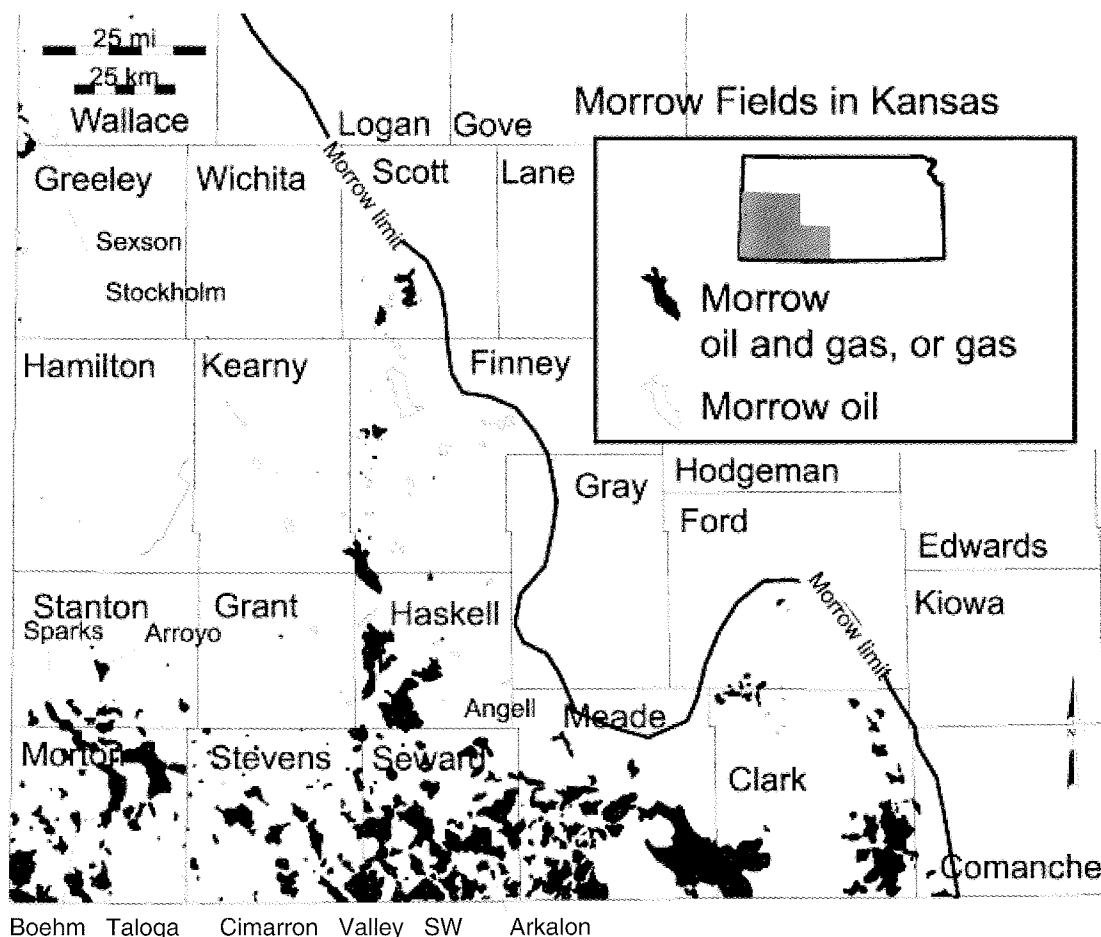 25 mi
25 km
Wallace
Logan Gove
Morrow Fields in Kansas
Greeley Wichita Scott Lane
Morrow limit
Sexson
Stockholm
Morrow
oil and gas, or gas
Morrow oil
Hamilton Kearny Finney
Gray Hodgeman
Ford
Edwards
Stanton Grant Haskell Kiowa
Morrow limit
Sparks Arroyo
Angell Meade
Morton Stevens Seward Clark
N
Comanche
Boehm Taloga Cimarron Valley SW Arkalon